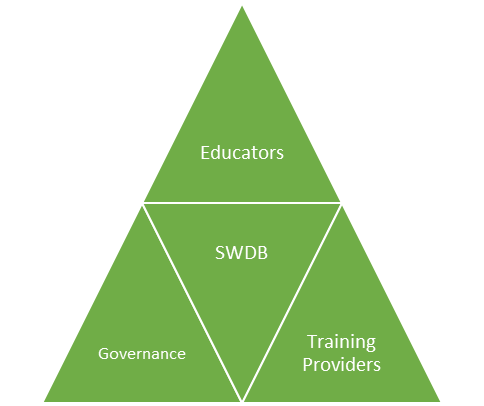 Educators
SWDB
Governance
Training
Providers